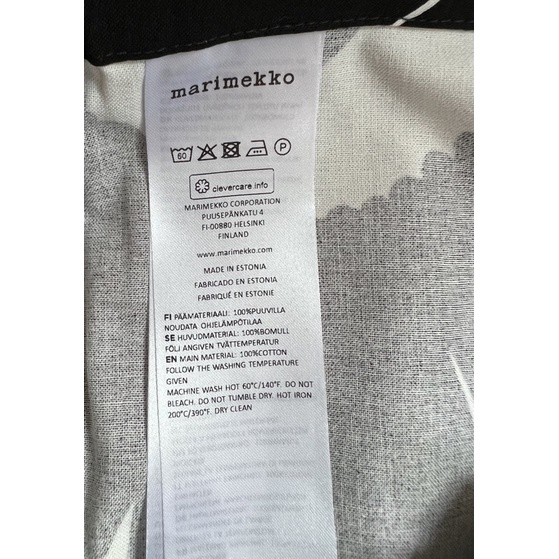 marimekko
60
P
clevercare.info
MARIMEKKO CORPORATION
PUUSEPÄNKATU 4
FI-00880 HELSINKI
FINLAND
www.marimekko.com
MADE IN ESTONIA
FABRICADO EN ESTONIA
FABRIQUÉ EN ESTONIE
FI PÄÄMATERIAALI: 100%PUUVILLA
NOUDATA OHJELÄMPÖTILAA
SE HUVUDMATERIAL: 100%BOMULL
FÖLJ ANGIVEN TVÄTTEMPERATUR
EN MAIN MATERIAL: 100%COTTON
FOLLOW THE WASHING TEMPERATURE
GIVEN
MACHINE WASH HOT 60°C/140°F. DO NOT
BLEACH. DO NOT TUMBLE DRY. HOT IRON
200°C/390°F. DRY CLEAN